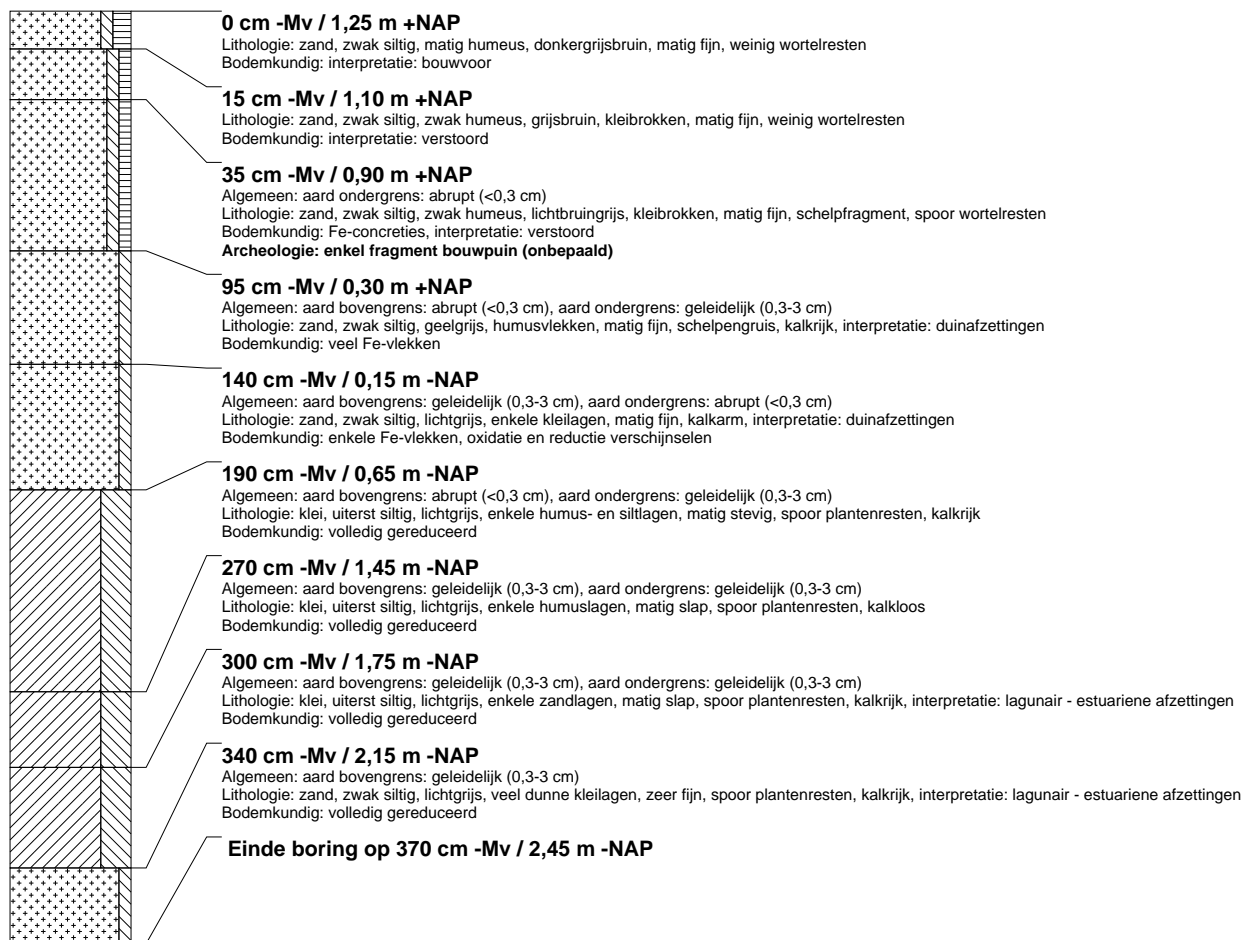 0 cm -Mv / 1,25 m +NAP
Lithologie: zand, zwak siltig, matig humeus, donkergrijsbruin, matig fijn, weinig wortelresten
Bodemkundig: interpretatie: bouwvoor
15 cm -Mv / 1,10 m +NAP
Lithologie: zand, zwak siltig, zwak humeus, grijsbruin, kleibrokken, matig fijn, weinig wortelresten
Bodemkundig: interpretatie: verstoord
35 cm -Mv / 0,90 m +NAP
Algemeen: aard ondergrens: abrupt (<0,3 cm)
Lithologie: zand, zwak siltig, zwak humeus, lichtbruingrijs, kleibrokken, matig fijn, schelpfragment, spoor wortelresten
Bodemkundig: Fe-concreties, interpretatie: verstoord
Archeologie: enkel fragment bouwpuin (onbepaald)
95 cm -Mv / 0,30 m +NAP
Algemeen: aard bovengrens: abrupt (<0,3 cm), aard ondergrens: geleidelijk (0,3-3 cm)
Lithologie: zand, zwak siltig, geelgrijs, humusvlekken, matig fijn, schelpengruis, kalkrijk, interpretatie: duinafzettingen
Bodemkundig: veel Fe-vlekken
140 cm -Mv / 0,15 m -NAP
Algemeen: aard bovengrens: geleidelijk (0,3-3 cm), aard ondergrens: abrupt (<0,3 cm)
Lithologie: zand, zwak siltig, lichtgrijs, enkele kleilagen, matig fijn, kalkarm, interpretatie: duinafzettingen
Bodemkundig: enkele Fe-vlekken, oxidatie en reductie verschijnselen
190 cm -Mv / 0,65 m -NAP
Algemeen: aard bovengrens: abrupt (<0,3 cm), aard ondergrens: geleidelijk (0,3-3 cm)
Lithologie: klei, uiterst siltig, lichtgrijs, enkele humus- en siltlagen, matig stevig, spoor plantenresten, kalkrijk
Bodemkundig: volledig gereduceerd
270 cm -Mv / 1,45 m -NAP
Algemeen: aard bovengrens: geleidelijk (0,3-3 cm), aard ondergrens: geleidelijk (0,3-3 cm)
Lithologie: klei, uiterst siltig, lichtgrijs, enkele humuslagen, matig slap, spoor plantenresten, kalkloos
Bodemkundig: volledig gereduceerd
300 cm -Mv / 1,75 m -NAP
Algemeen: aard bovengrens: geleidelijk (0,3-3 cm), aard ondergrens: geleidelijk (0,3-3 cm)
Lithologie: klei, uiterst siltig, lichtgrijs, enkele zandlagen, matig slap, spoor plantenresten, kalkrijk, interpretatie: lagunair - estuariene afzettingen
Bodemkundig: volledig gereduceerd
340 cm -Mv / 2,15 m -NAP
Algemeen: aard bovengrens: geleidelijk (0,3-3 cm)
Lithologie: zand, zwak siltig, lichtgrijs, veel dunne kleilagen, zeer fijn, spoor plantenresten, kalkrijk, interpretatie: lagunair - estuariene afzettingen
Bodemkundig: volledig gereduceerd
Einde boring op 370 cm -Mv / 2,45 m -NAP